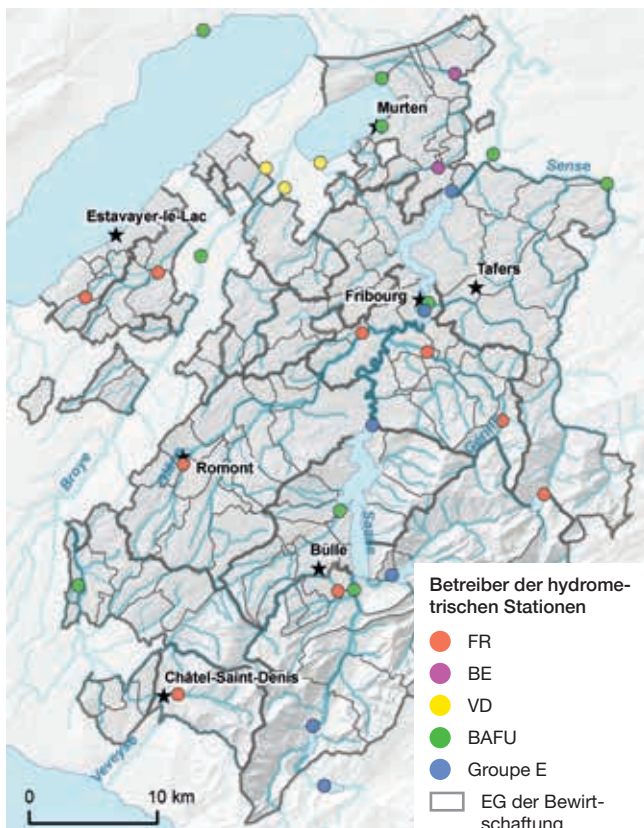 Murten
Sense
Estavayer-le-Lac
Tafers
Fribourg
Gérine
Broye
Glâne
Romont
Sarine
Bulle
Châtel-Saint-Denis
Veveyse
0 10 km
Betreiber der hydrome-
trischen Stationen
FR
BE
VD
BAFU
Groupe E
EG der Bewirt-
schaftung